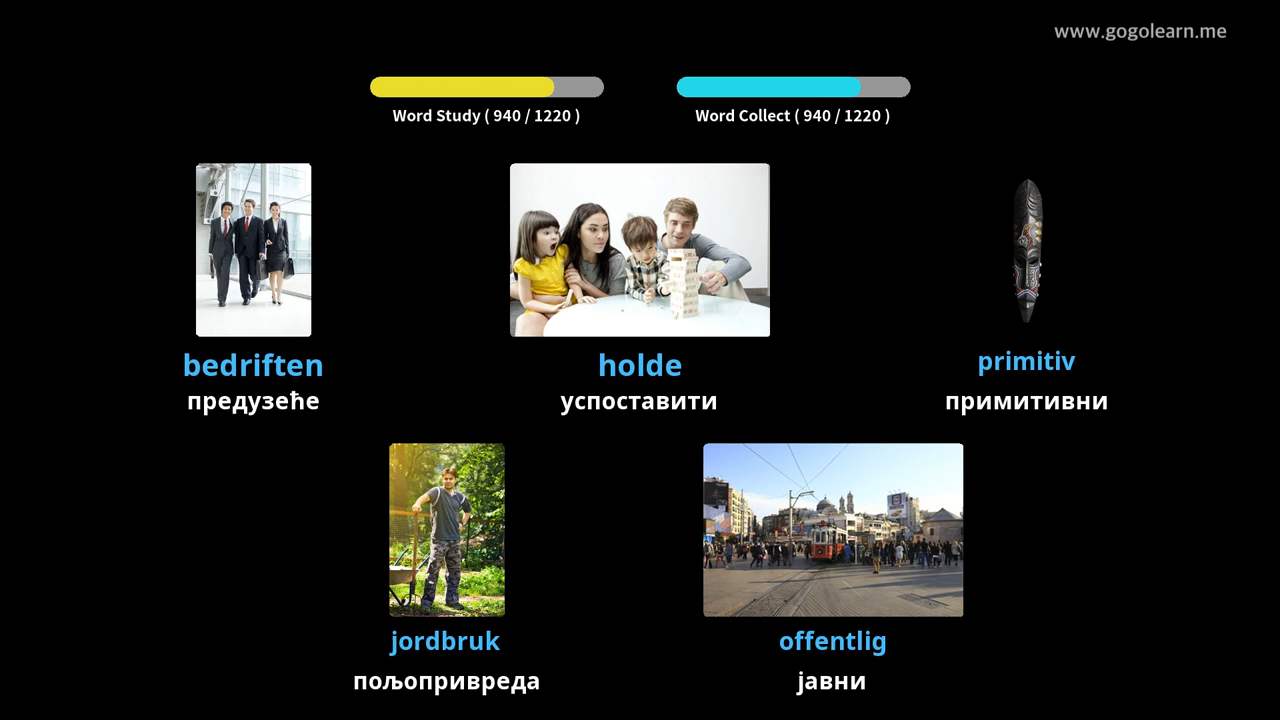 www.gogolearn.me
Word Study ( 940 / 1220 )
Word Collect ( 940 / 1220 )
bedriften
предузеће
holde
успоставити
primitiv
примитивни
jordbruk
пољопривреда
offentlig
јавни